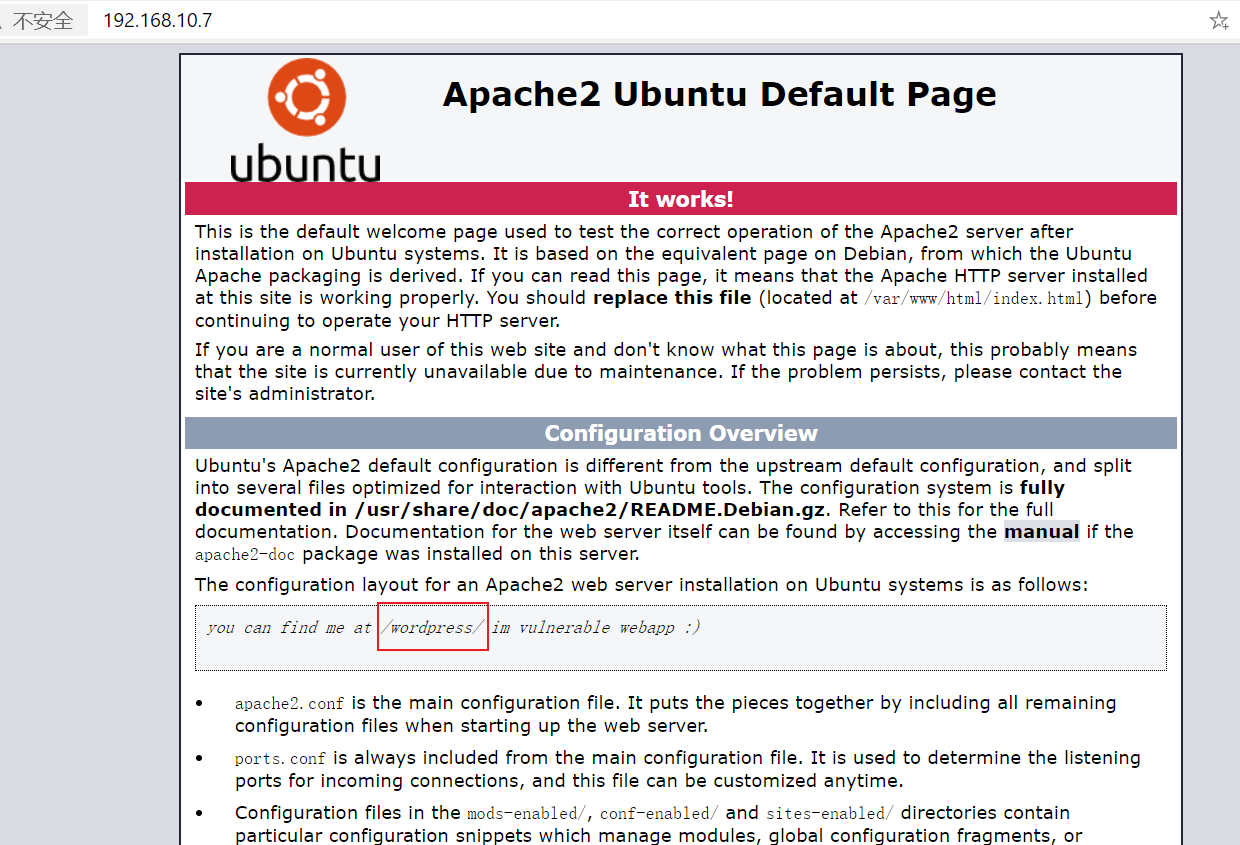 不安全 192.168.10.7
ubuntu
Apache2 Ubuntu Default Page
It works!
This is the default welcome page used to test the correct operation of the Apache2 server after
installation on Ubuntu systems. It is based on the equivalent page on Debian, from which the Ubuntu
Apache packaging is derived. If you can read this page, it means that the Apache HTTP server installed
at this site is working properly. You should replace this file (located at /var/www/html/index.html) before
continuing to operate your HTTP server.
If you are a normal user of this web site and don't know what this page is about, this probably means
that the site is currently unavailable due to maintenance. If the problem persists, please contact the
site's administrator.
Configuration Overview
Ubuntu's Apache2 default configuration is different from the upstream default configuration, and split
into several files optimized for interaction with Ubuntu tools. The configuration system is fully
documented in /usr/share/doc/apache2/README.Debian.gz. Refer to this for the full
documentation. Documentation for the web server itself can be found by accessing the manual if the
apache2-doc package was installed on this server.
The configuration layout for an Apache2 web server installation on Ubuntu systems is as follows:
you can find me at /wordpress/ im vulnerable webapp :)
• apache2.conf is the main configuration file. It puts the pieces together by including all remaining
configuration files when starting up the web server.
• ports.conf is always included from the main configuration file. It is used to determine the listening
ports for incoming connections, and this file can be customized anytime.
• Configuration files in the mods-enabled/, conf-enabled/ and sites-enabled/ directories contain
particular configuration snippets which manage modules, global configuration fragments, or